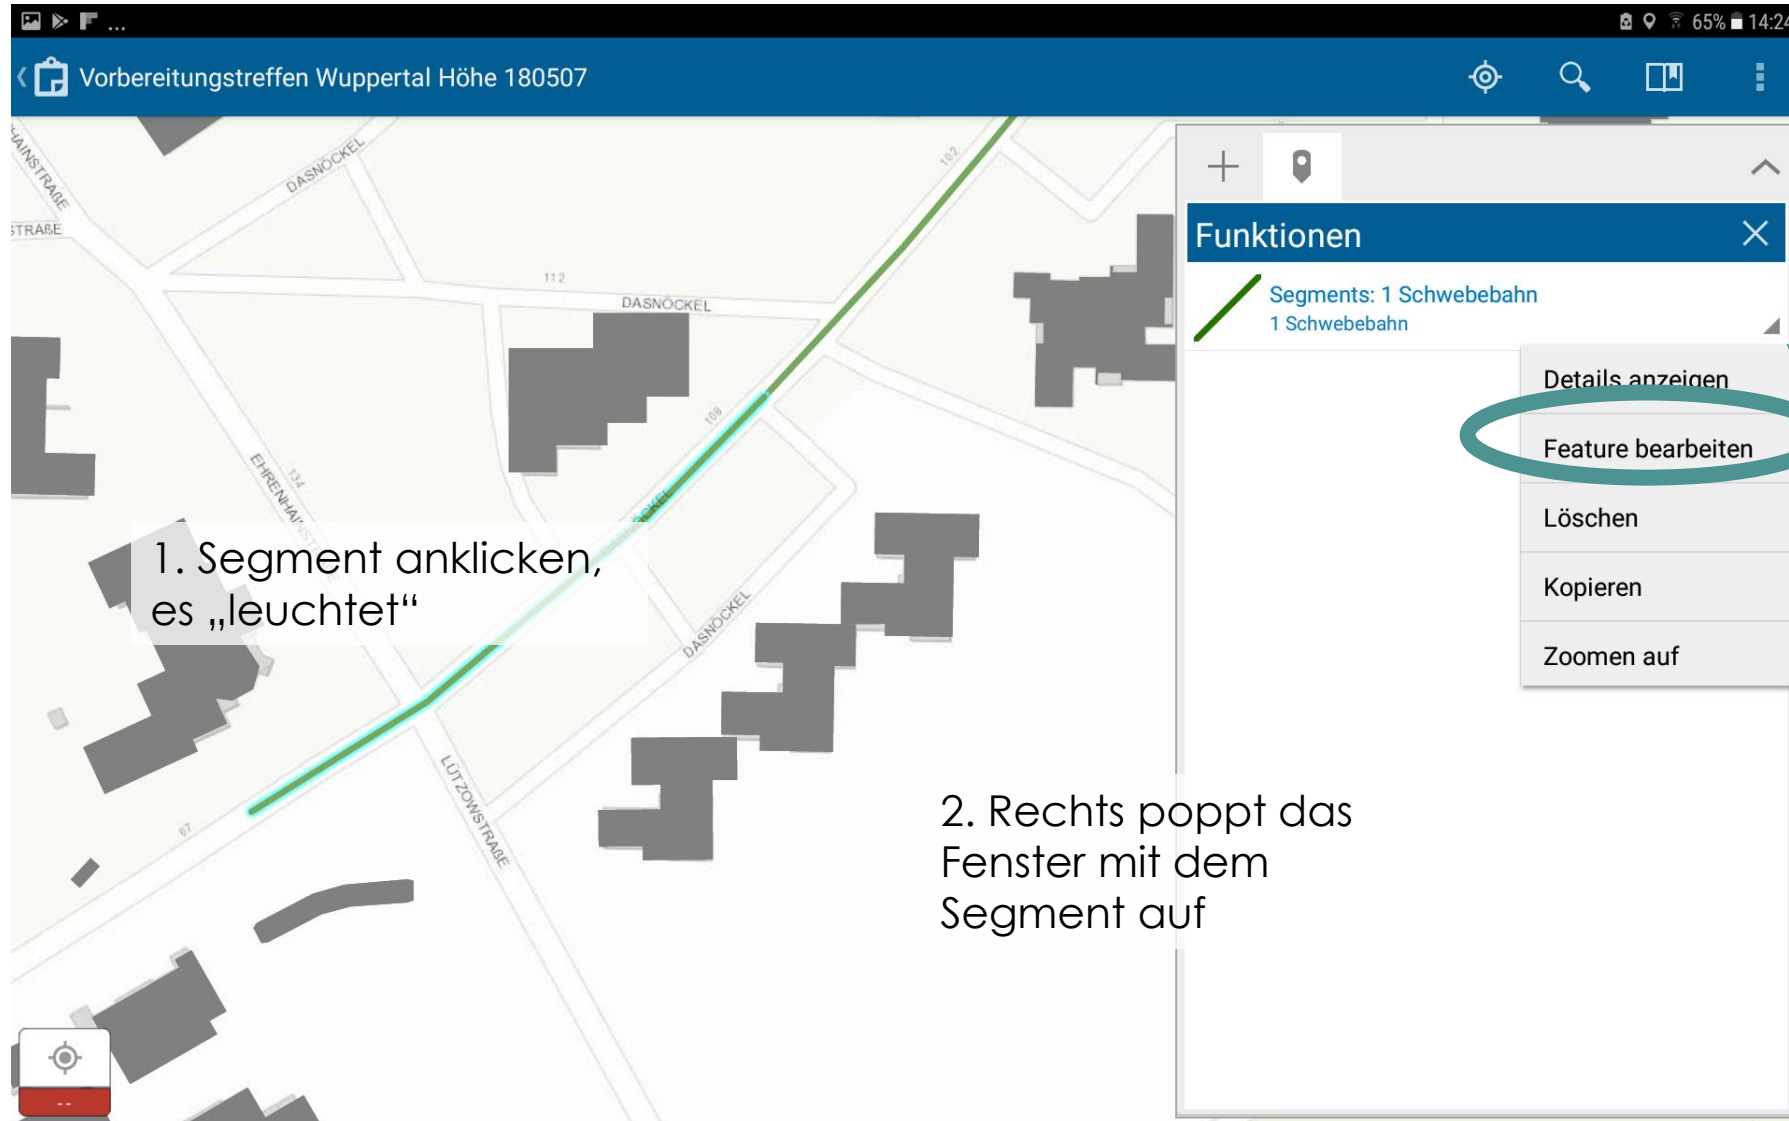 ...
65% 14:24
Vorbereitungstreffen Wuppertal Höhe 180507
DASNÖCKEL
102
STRAßE
112
DASNÖCKEL
Funktionen
Segments: 1 Schwebebahn
1 Schwebebahn
Details anzeigen
Feature bearbeiten
Löschen
Kopieren
Zoomen auf
108
134
DASNÖCKEL
1. Segment anklicken,
es „leuchtet“
DASNÖCKEL
LÜTZOWSTRAßE
67
2. Rechts poppt das
Fenster mit dem
Segment auf
--